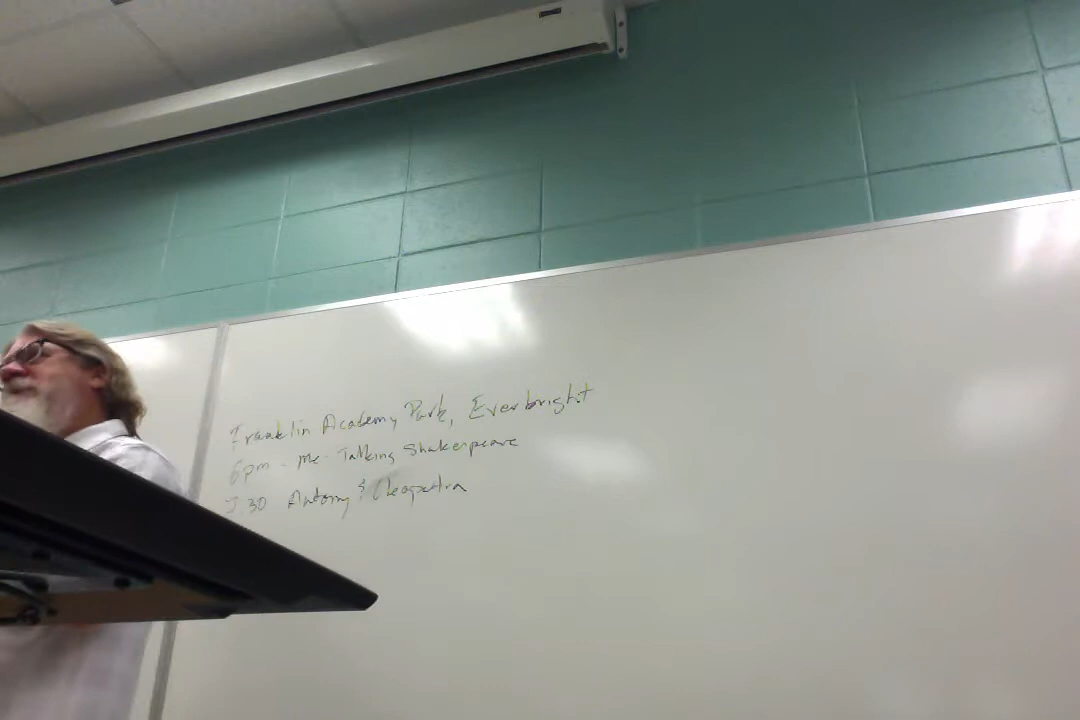 Franklin Academy Park, Everbright
6pm - Me - Talking Shakespeare
7:30 Antony & Cleopatra